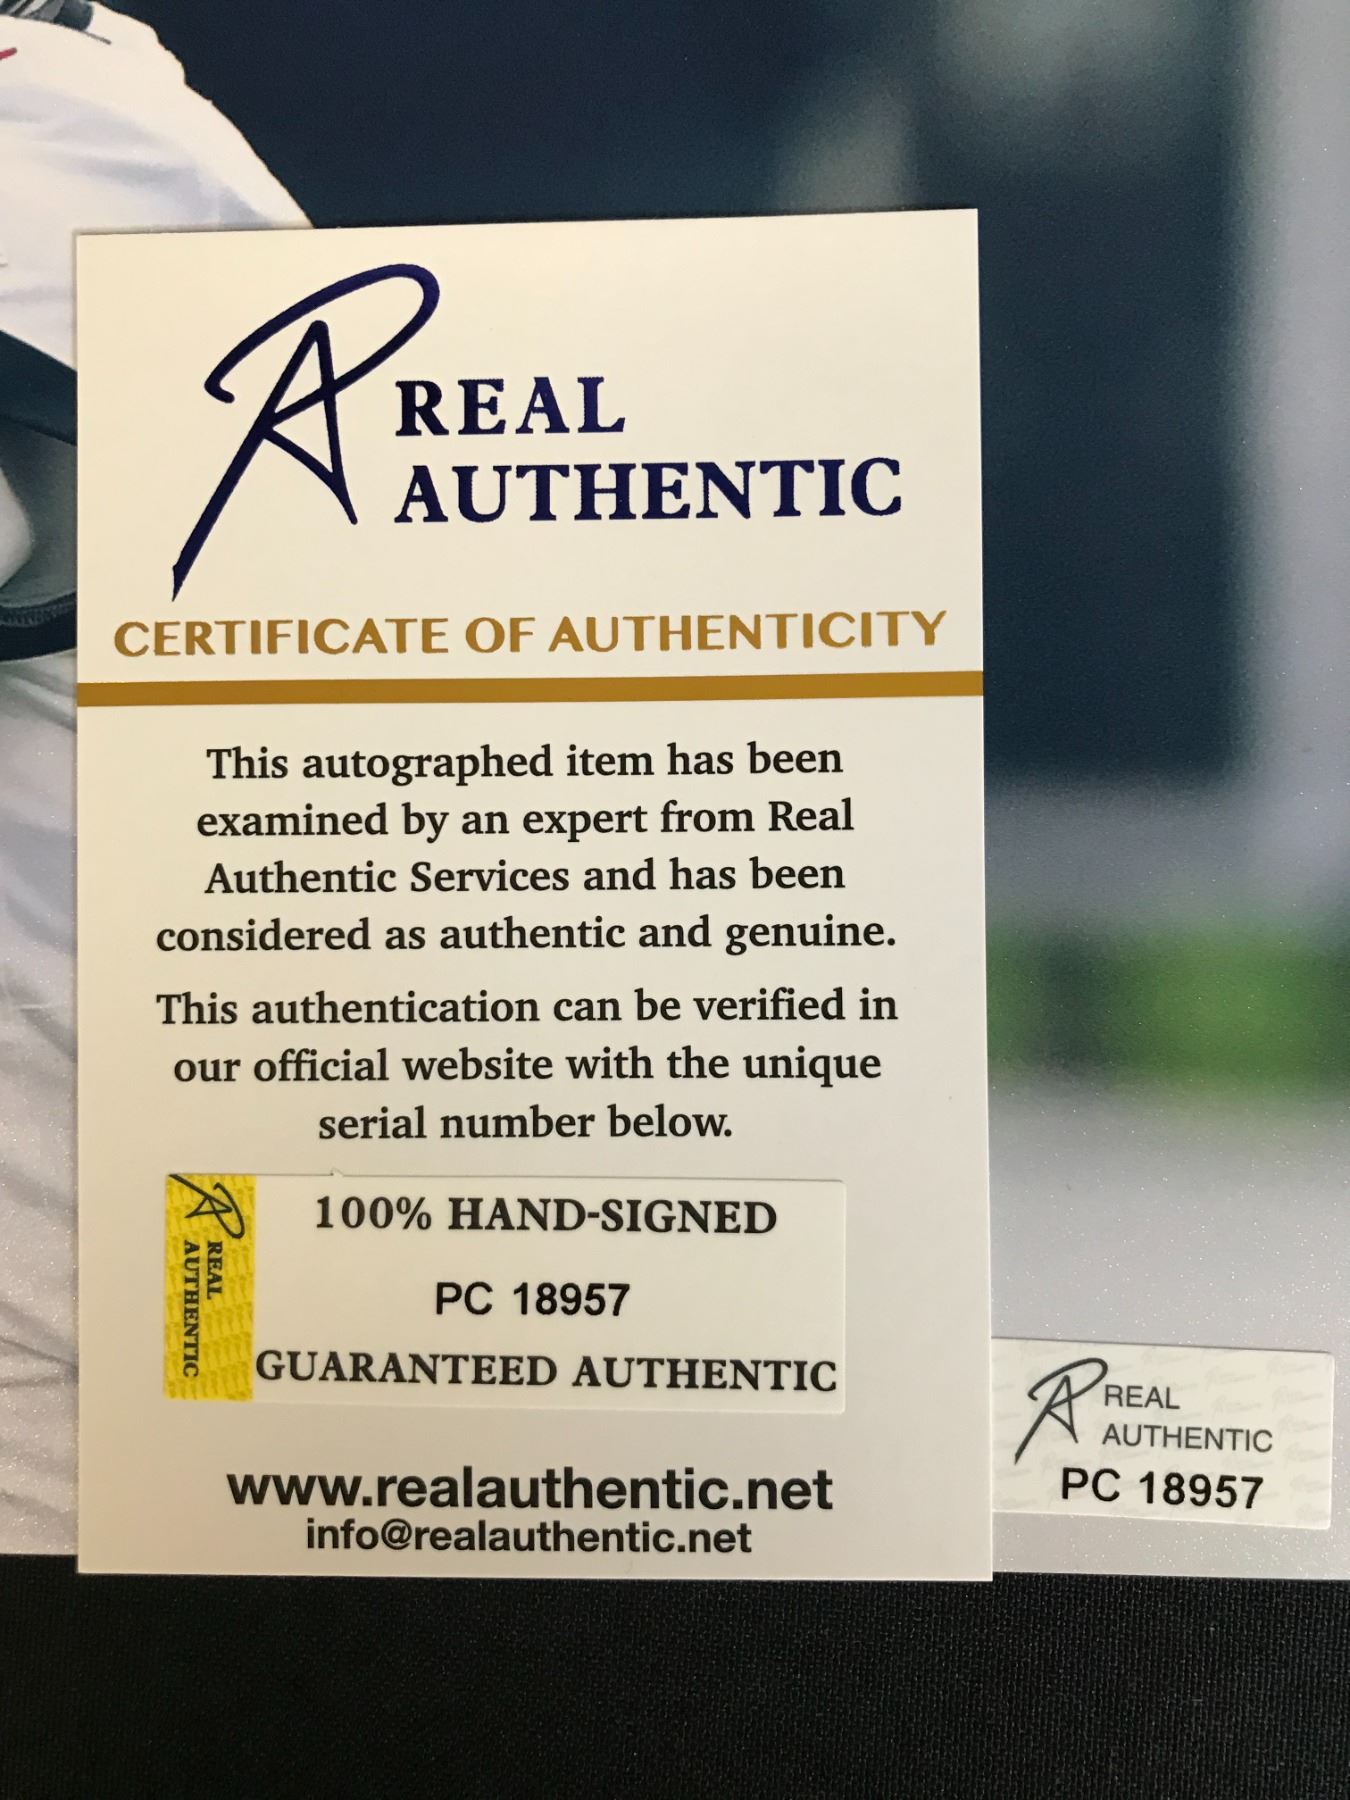 REAL
AUTHENTIC
CERTIFICATE OF AUTHENTICITY
This autographed item has been
examined by an expert from Real
Authentic Services and has been
considered as authentic and genuine.
This authentication can be verified in
our official website with the unique
serial number below.
REAL
AUTHENTIC
100% HAND-SIGNED
PC 18957
GUARANTEED AUTHENTIC
www.realauthentic.net
info@realauthentic.net
REAL
AUTHENTIC
PC 18957